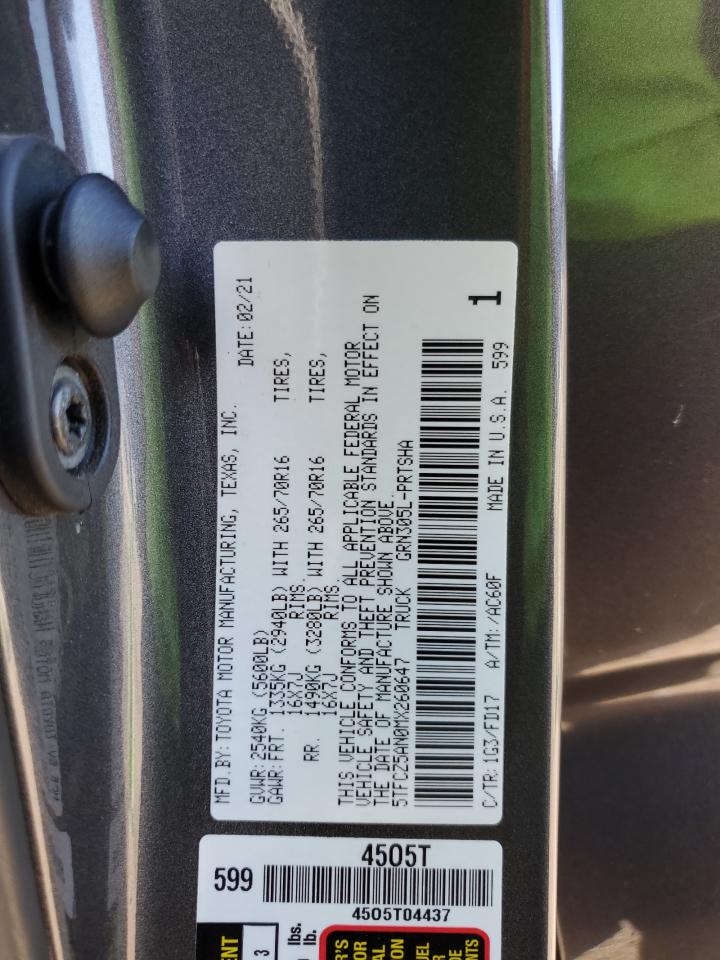 MFD.BY:TOYOTA MOTOR MANUFACTURING, TEXAS, INC.
DATE:02/21
GVWR:2540KG (5600LB)
GAWR:FRT. 1335KG (2940LB) WITH 265/70R16 TIRES,
16X7J RIMS.
RR. 1490KG (3280LB) WITH 265/70R16 TIRES,
16X7J RIMS.
THIS VEHICLE CONFORMS TO ALL APPLICABLE FEDERAL MOTOR
VEHICLE SAFETY AND THEFT PREVENTION STANDARDS IN EFFECT ON
THE DATE OF MANUFACTURE SHOWN ABOVE.
5TFCZ5AN0MX260647 TRUCK GRN305L-PRTSHA
C/TR:1G3/FD17 A/TM:/AC60F MADE IN U.S.A. 599
1
599
4505T
4505T04437
3
lbs.
lb.